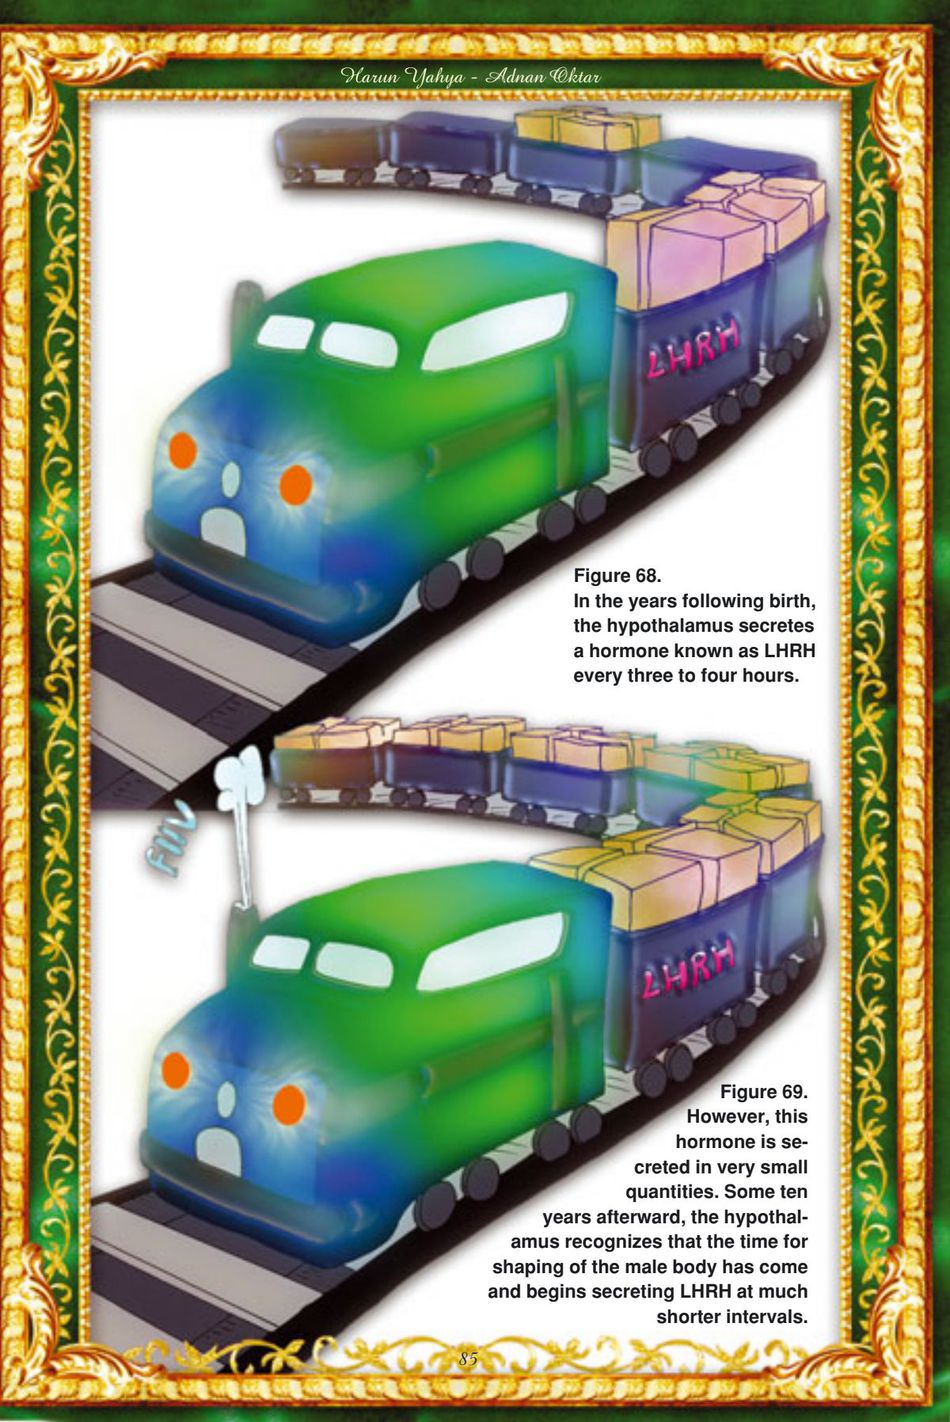 Harun Yahya - Adnan Oktar
LHRH
Figure 68.
In the years following birth,
the hypothalamus secretes
a hormone known as LHRH
every three to four hours.
FIIV
LHRH
Figure 69.
However, this
hormone is se-
creted in very small
quantities. Some ten
years afterward, the hypothal-
amus recognizes that the time for
shaping of the male body has come
and begins secreting LHRH at much
shorter intervals.
85